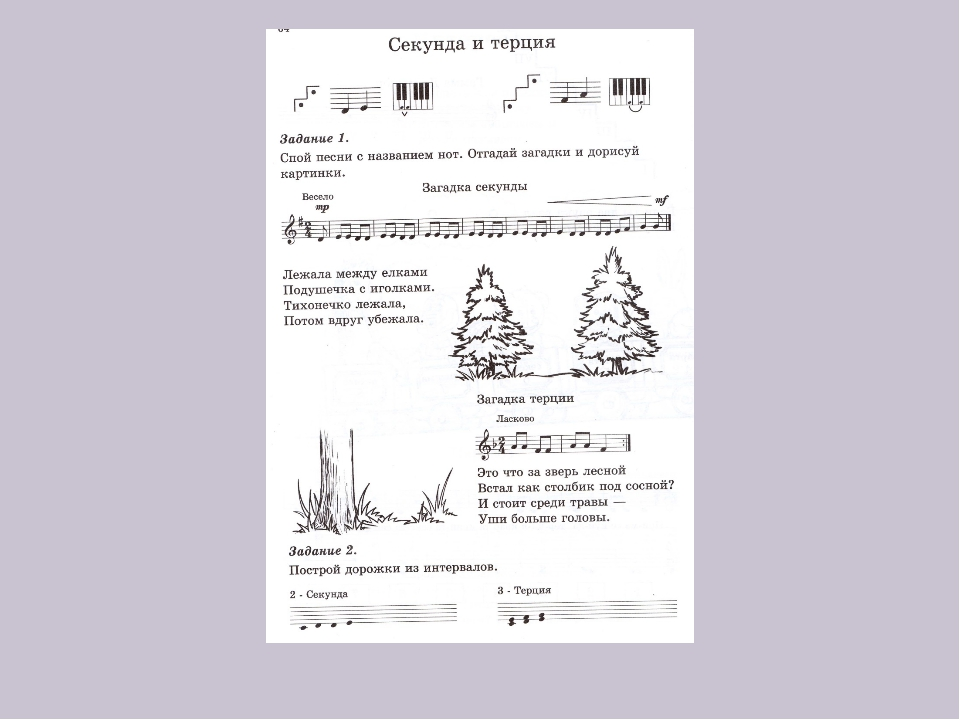 Секунда и терция
Задание 1.
Спой песни с названием нот. Отгадай загадки и дорисуй
картинки.
Загадка секунды
Весело
mp
mf
Лежала между елками
Подушечка с иголками.
Тихонечко лежала,
Потом вдруг убежала.
Загадка терции
Ласково
Это что за зверь лесной
Встал как столбик под сосной?
И стоит среди травы —
Уши больше головы.
Задание 2.
Построй дорожки из интервалов.
2 - Секунда
3 - Терция